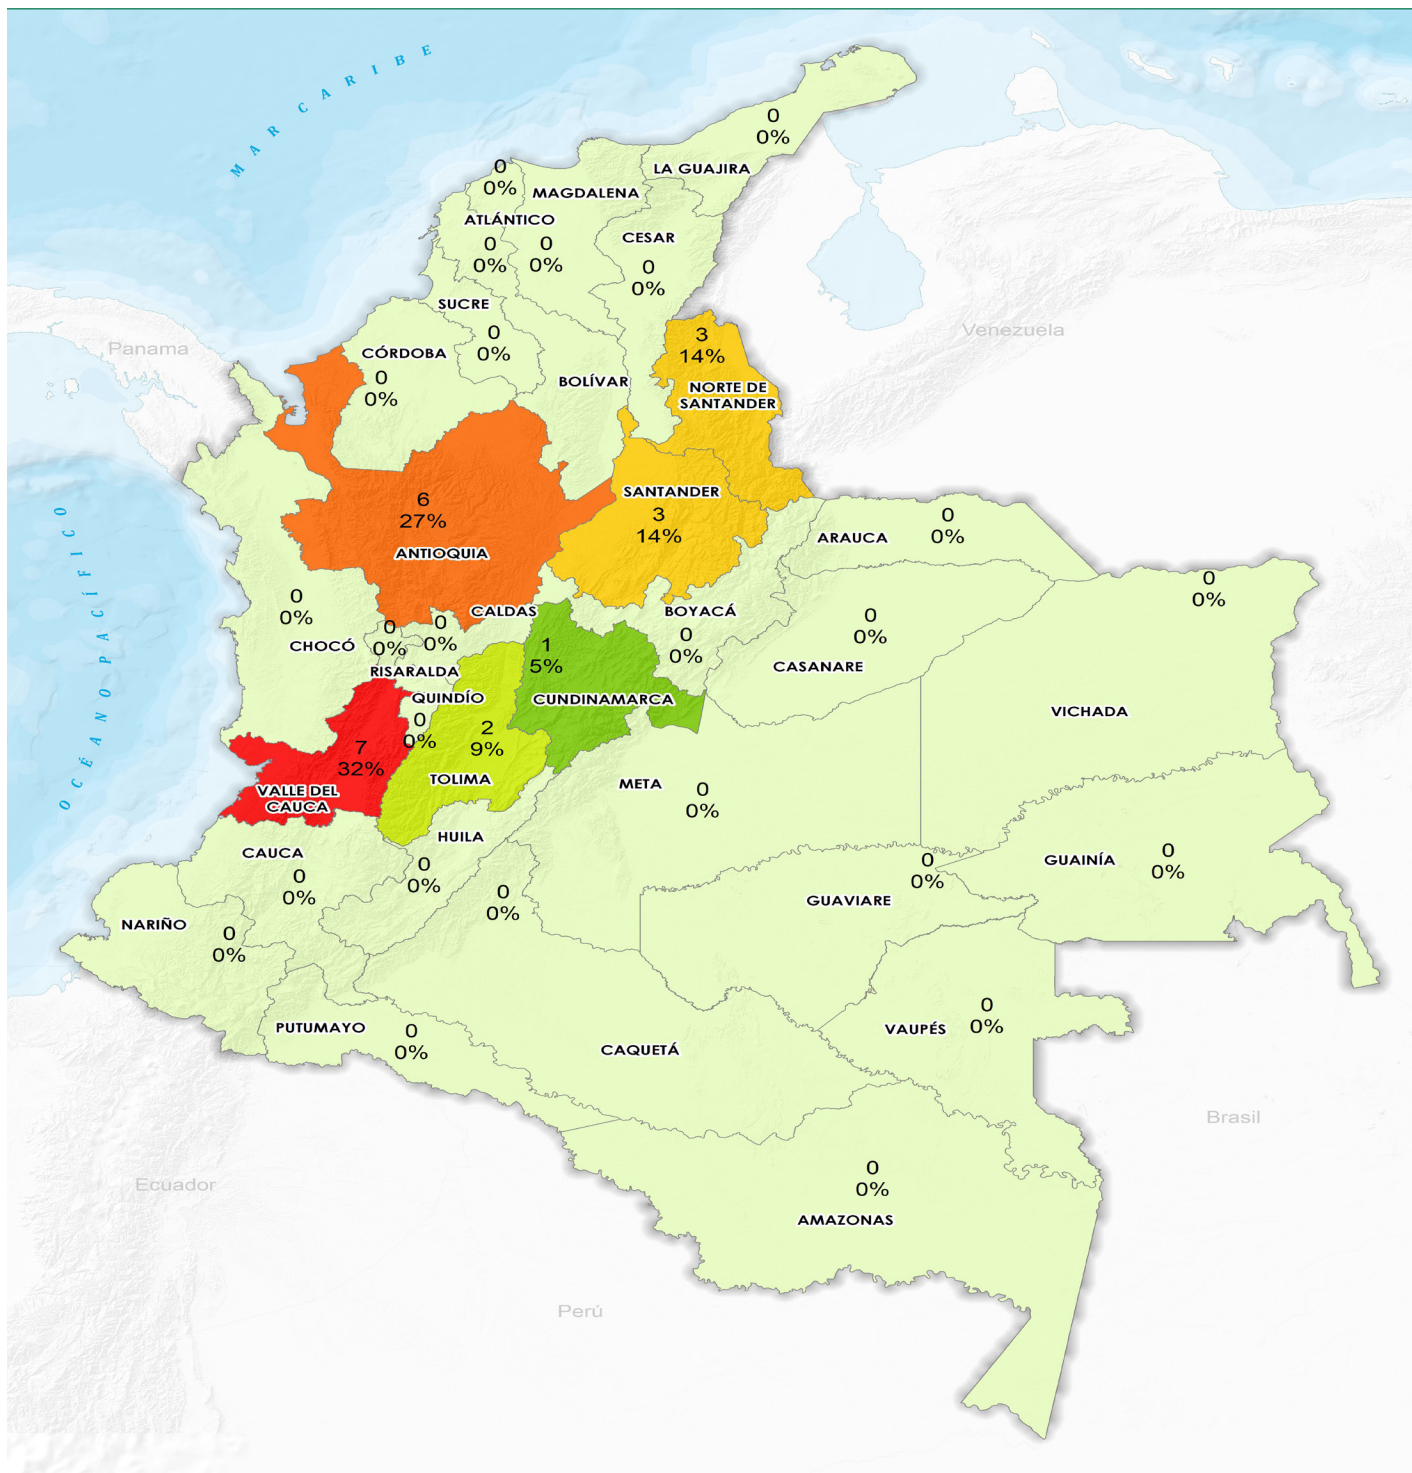 MAR CARIBE
0
0%
LA GUAJIRA
0
0%
MAGDALENA
ATLÁNTICO
CESAR
0
0%
0
0%
0
0%
SUCRE
0
0%
Venezuela
Panama
CÓRDOBA
0
0%
BOLÍVAR
3
14%
NORTE DE
SANTANDER
6
27%
ANTIOQUIA
SANTANDER
3
14%
ARAUCA
0
0%
OCÉANO PACÍFICO
0
0%
CHOCÓ
0
0%
0
0%
CALDAS
BOYACÁ
0
0%
0
0%
CASANARE
0
0%
VICHADA
RISARALDA
QUINDÍO
0
0%
1
5%
CUNDINAMARCA
7
32%
VALLE DEL
CAUCA
2
9%
TOLIMA
META
0
0%
HUILA
0
0%
CAUCA
0
0%
0
0%
GUAVIARE
0
0%
GUAINÍA
0
0%
NARIÑO
0
0%
PUTUMAYO
0
0%
CAQUETÁ
VAUPÉS
0
0%
Brasil
Ecuador
0
0%
AMAZONAS
Perú